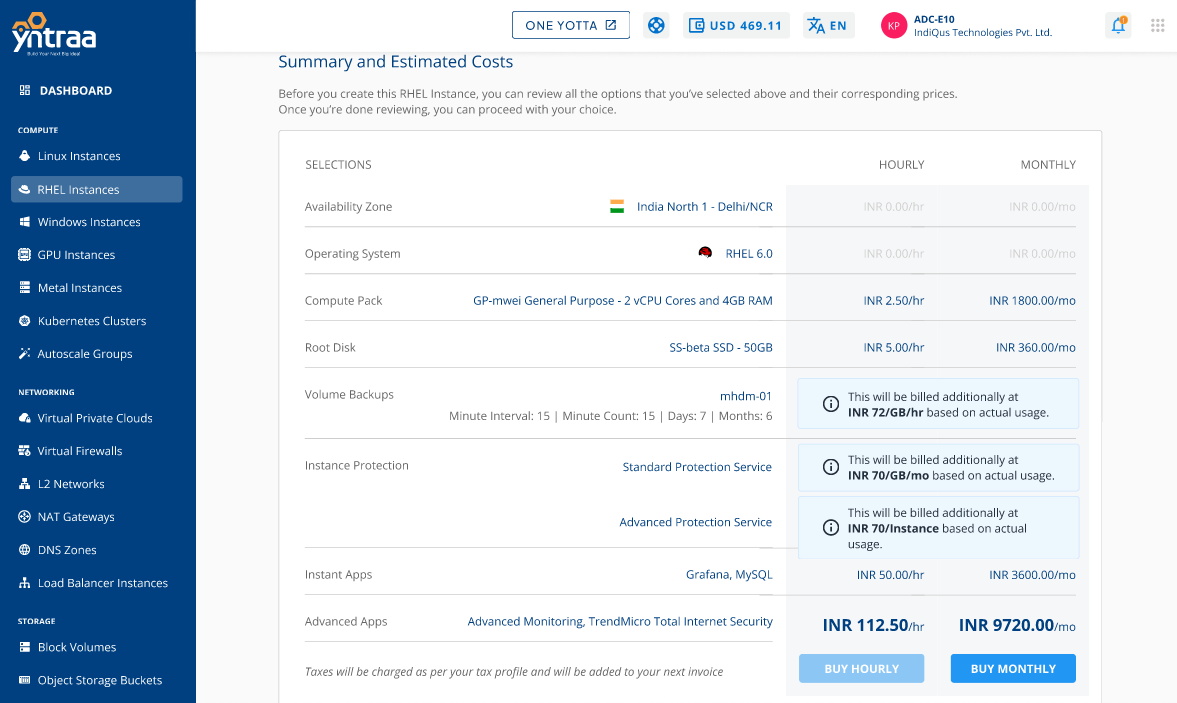 yntraa
Build Your Next Big Idea!
ONE YOTTA
USD 469.11
EN
KP
ADC-E10
IndiQus Technologies Pvt. Ltd.
DASHBOARD
COMPUTE
Linux Instances
RHEL Instances
Windows Instances
GPU Instances
Metal Instances
Kubernetes Clusters
Autoscale Groups
NETWORKING
Virtual Private Clouds
Virtual Firewalls
L2 Networks
NAT Gateways
DNS Zones
Load Balancer Instances
STORAGE
Block Volumes
Object Storage Buckets
Summary and Estimated Costs
Before you create this RHEL Instance, you can review all the options that you’ve selected above and their corresponding prices.
Once you’re done reviewing, you can proceed with your choice.
SELECTIONS HOURLY MONTHLY
Availability Zone India North 1 - Delhi/NCR INR 0.00/hr INR 0.00/mo
Operating System RHEL 6.0 INR 0.00/hr INR 0.00/mo
Compute Pack GP-mwei General Purpose - 2 vCPU Cores and 4GB RAM INR 2.50/hr INR 1800.00/mo
Root Disk SS-beta SSD - 50GB INR 5.00/hr INR 360.00/mo
Volume Backups mhdm-01
Minute Interval: 15 | Minute Count: 15 | Days: 7 | Months: 6
This will be billed additionally at
INR 72/GB/hr based on actual usage.
Instance Protection Standard Protection Service
This will be billed additionally at
INR 70/GB/mo based on actual usage.
Advanced Protection Service
This will be billed additionally at
INR 70/Instance based on actual
usage.
Instant Apps Grafana, MySQL INR 50.00/hr INR 3600.00/mo
Advanced Apps Advanced Monitoring, TrendMicro Total Internet Security INR 112.50/hr INR 9720.00/mo
Taxes will be charged as per your tax profile and will be added to your next invoice
BUY HOURLY BUY MONTHLY